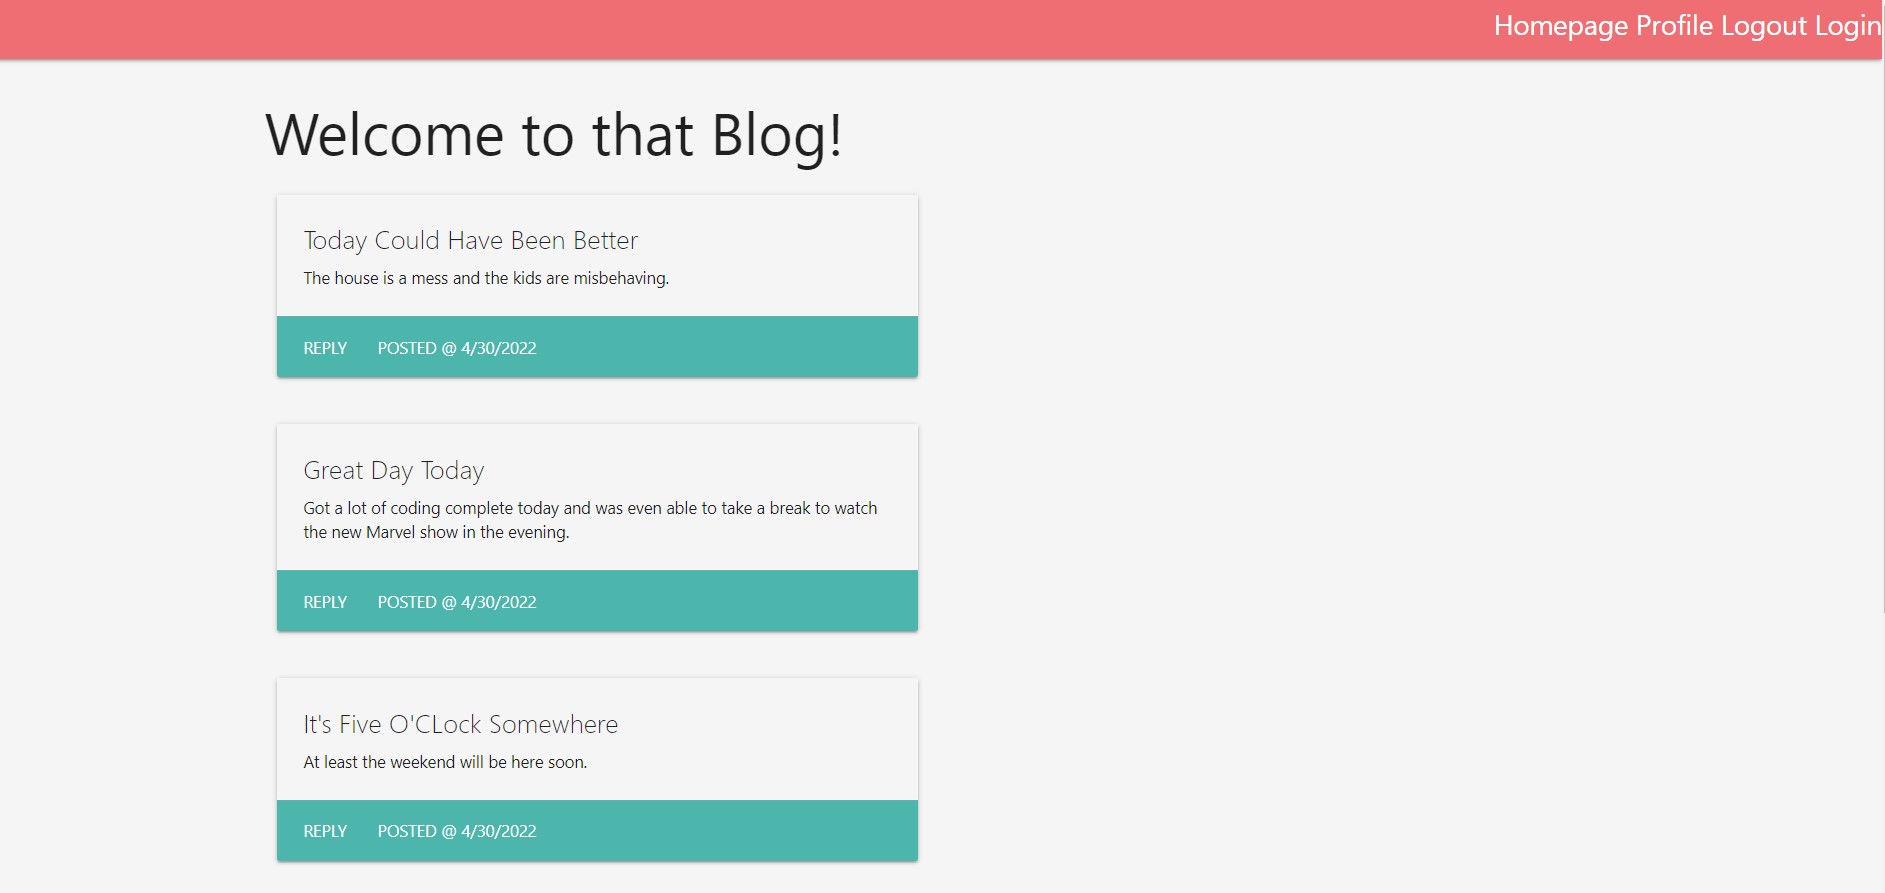 Homepage Profile Logout Login
Welcome to that Blog!
Today Could Have Been Better
The house is a mess and the kids are misbehaving.
REPLY POSTED @ 4/30/2022
Great Day Today
Got a lot of coding complete today and was even able to take a break to watch
the new Marvel show in the evening.
REPLY POSTED @ 4/30/2022
It's Five O'CLock Somewhere
At least the weekend will be here soon.
REPLY POSTED @ 4/30/2022